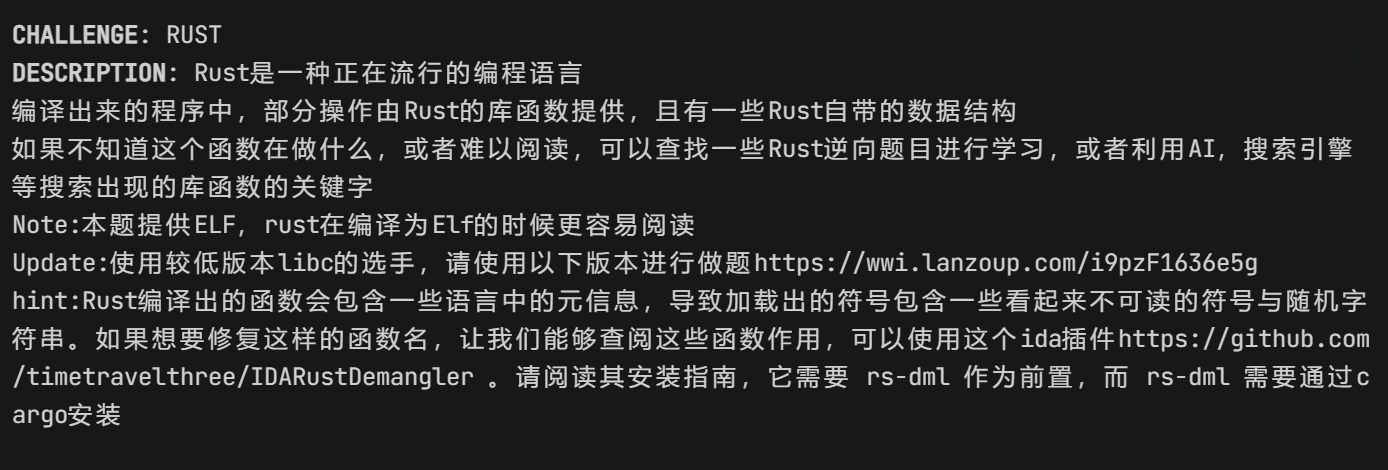 CHALLENGE: RUST
DESCRIPTION: Rust是一种正在流行的编程语言
编译出来的程序中，部分操作由Rust的库函数提供，且有一些Rust自带的数据结构
如果不知道这个函数在做什么，或者难以阅读，可以查找一些Rust逆向题目进行学习，或者利用AI，搜索引擎
等搜索出现的库函数的关键字
Note:本题提供ELF，rust在编译为Elf的时候更容易阅读
Update:使用较低版本libc的选手，请使用以下版本进行做题https://wwi.lanzoup.com/i9pzF1636e5g
hint:Rust编译出的函数会包含一些语言中的元信息，导致加载出的符号包含一些看起来不可读的符号与随机字
符串。如果想要修复这样的函数名，让我们能够查阅这些函数作用，可以使用这个ida插件https://github.com
/timetravelthree/IDARustDemangler 。请阅读其安装指南，它需要 rs-dml 作为前置，而 rs-dml 需要通过c
argo安装